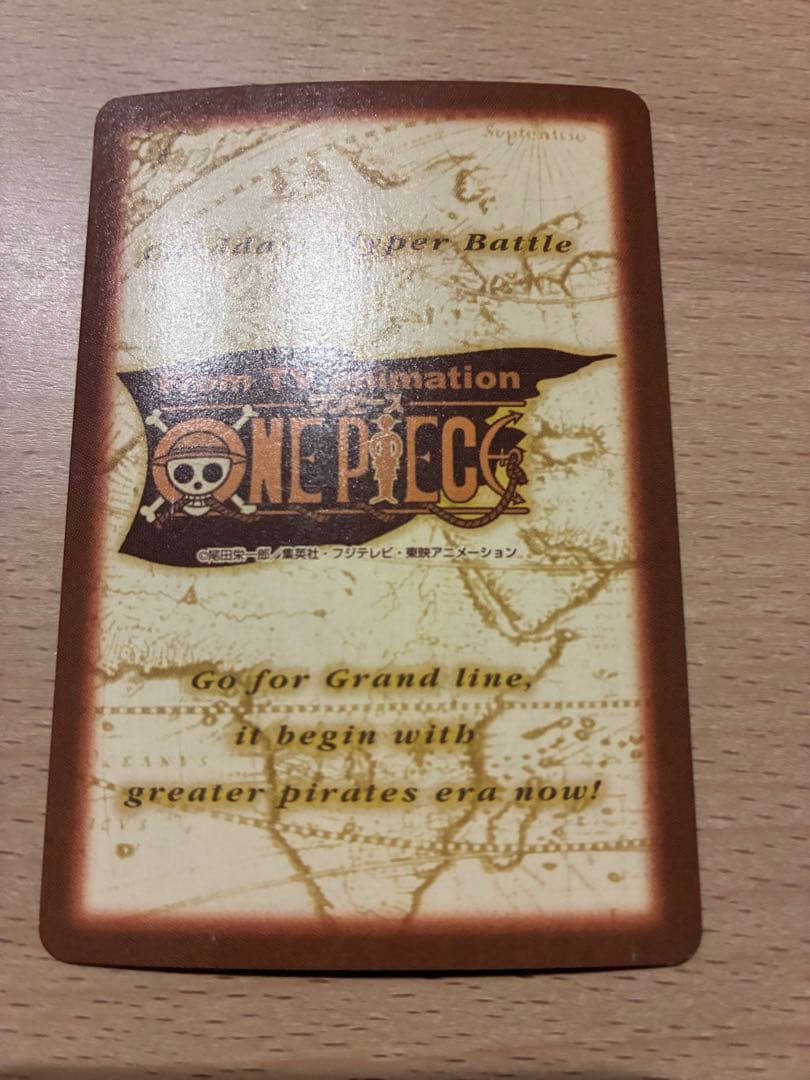 Septentrio
Hyper Battle
From TV animation
ワンピース
ONE PIECE
©尾田栄一郎／集英社・フジテレビ・東映アニメーション
Go for Grand line,
it begin with
EANVS
greater pirates era now!